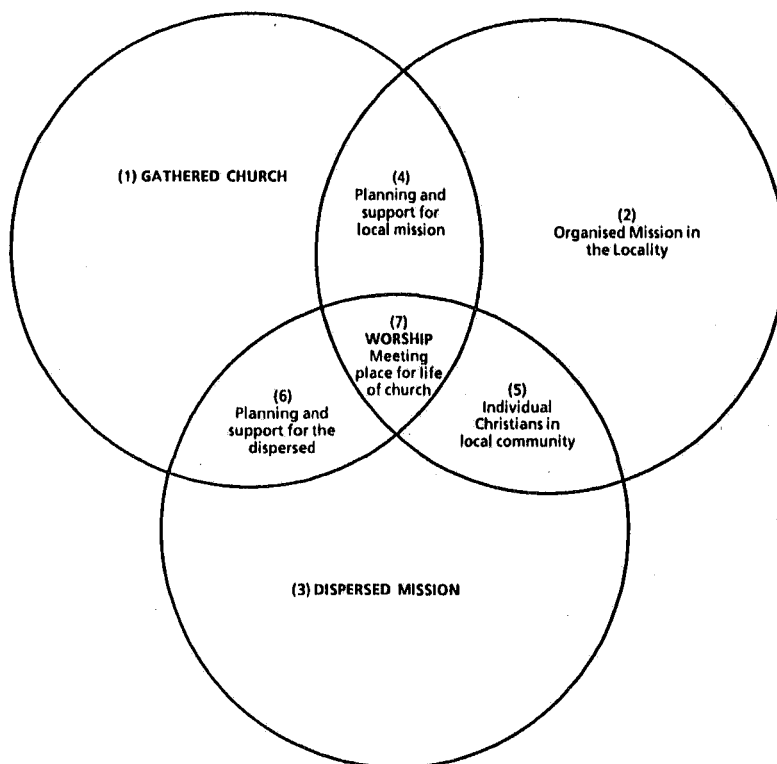 (1) GATHERED CHURCH
(4)
Planning and
support for
local mission
(2)
Organised Mission in
the Locality
(7)
WORSHIP
Meeting
place for life
of church
(6)
Planning and
support for the
dispersed
(5)
Individual
Christians in
local community
(3) DISPERSED MISSION